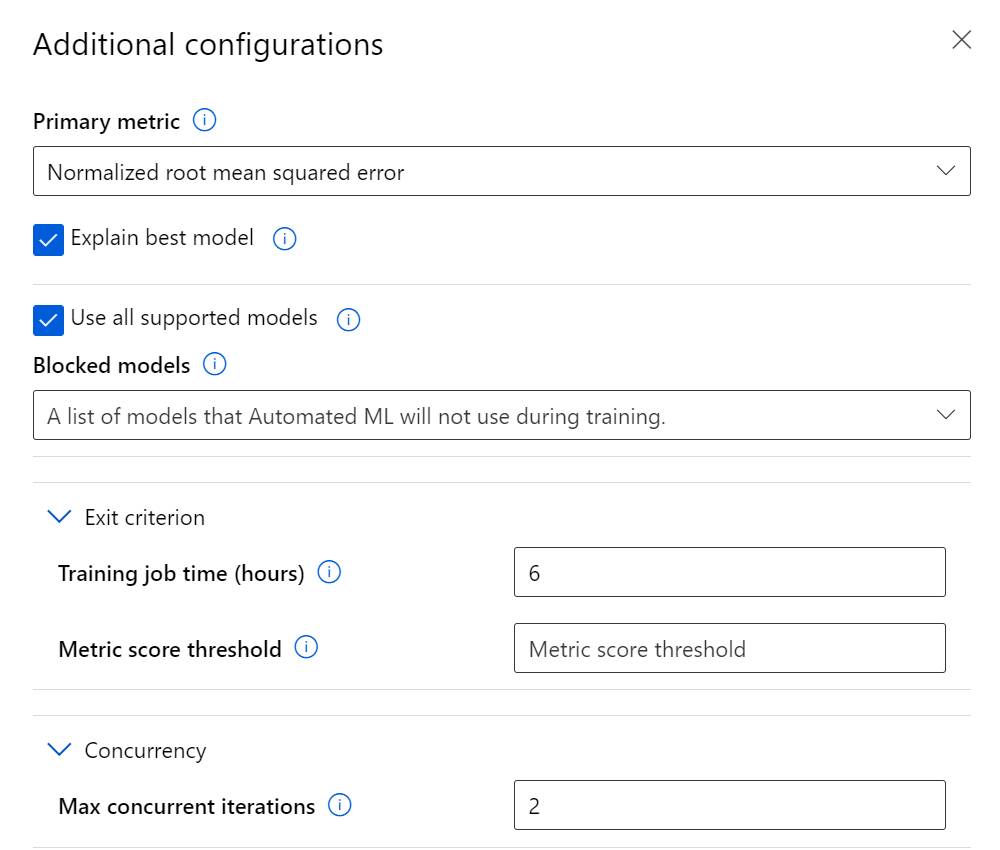 Additional configurations
Primary metric
Normalized root mean squared error
Explain best model
Use all supported models
Blocked models
A list of models that Automated ML will not use during training.
Exit criterion
Training job time (hours)
6
Metric score threshold
Metric score threshold
Concurrency
Max concurrent iterations
2